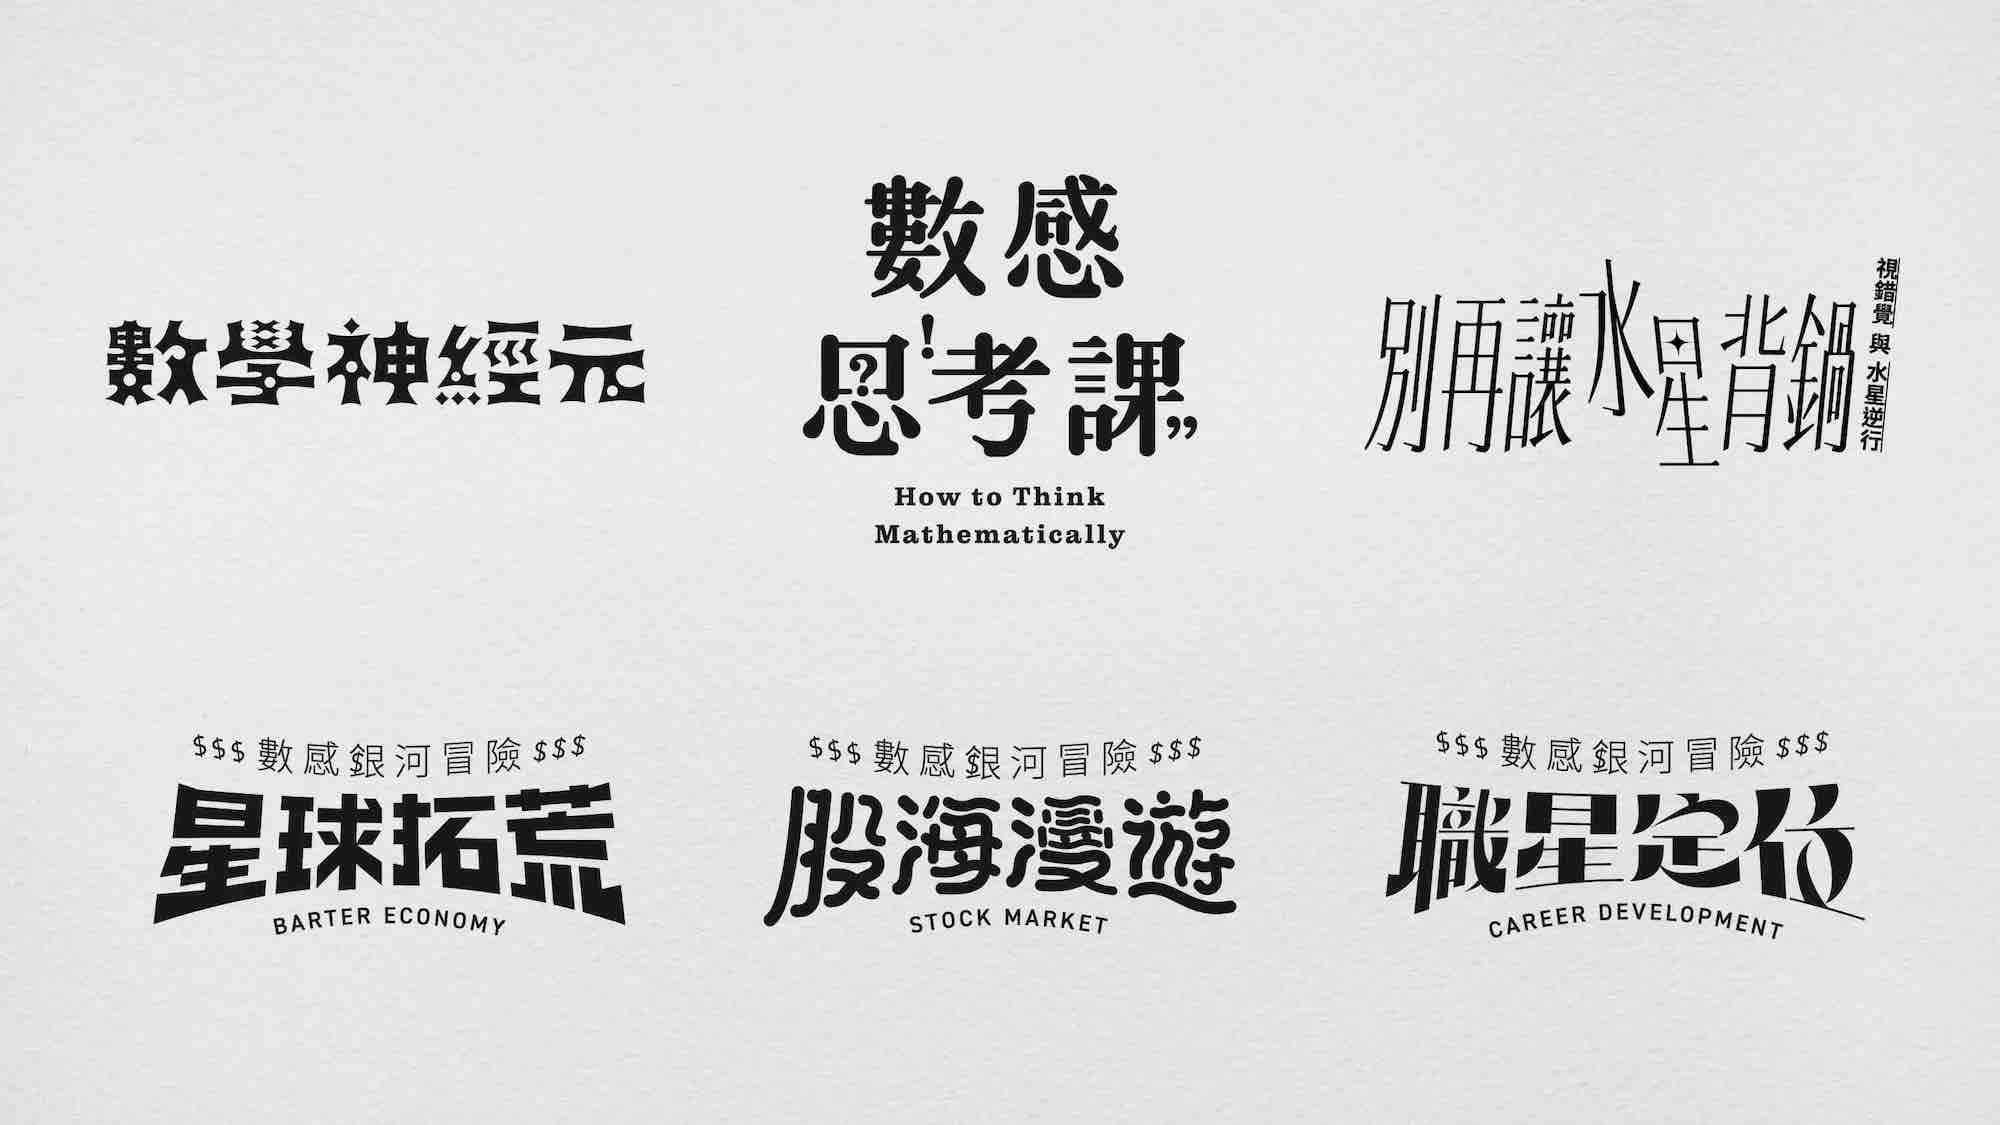 數學神經元
數感
思!考課”
How to Think
Mathematically
別再讓水星背鍋
視錯覺 與 水星逆行
$$$ 數感銀河冒險 $$$
星球拓荒
BARTER ECONOMY
$$$ 數感銀河冒險 $$$
股海漫遊
STOCK MARKET
$$$ 數感銀河冒險 $$$
職星定位
CAREER DEVELOPMENT